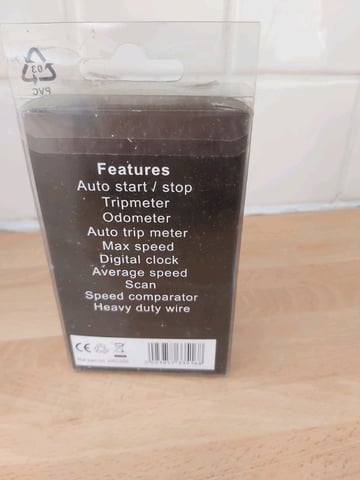 03
PVC
Features
Auto start / stop
Tripmeter
Odometer
Auto trip meter
Max speed
Digital clock
Average speed
Scan
Speed comparator
Heavy duty wire
CE